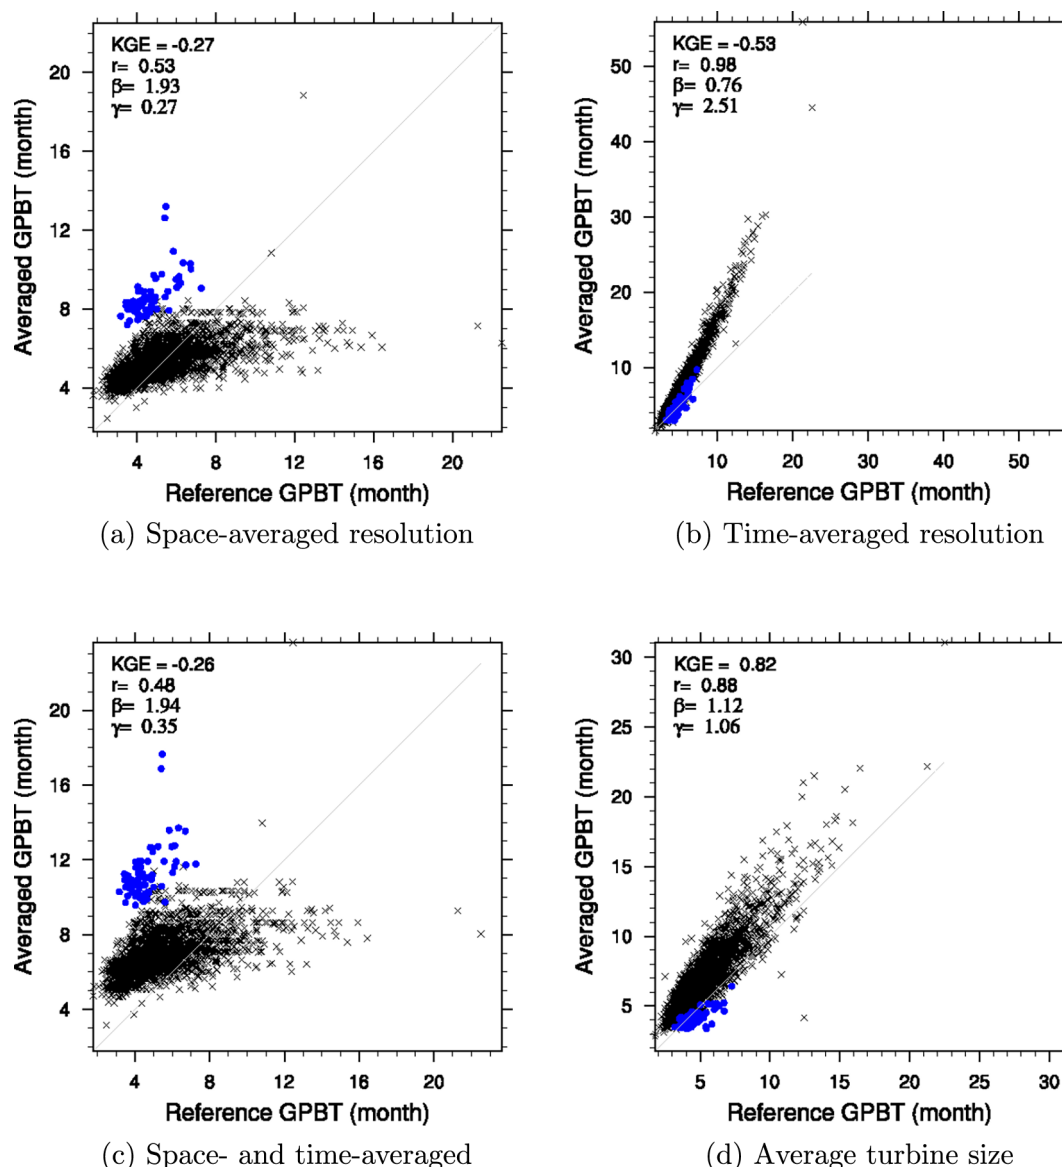 KGE = -0.27
r= 0.53
β= 1.93
γ= 0.27
22
20
16
12
8
4
Averaged GPBT (month)
4 8 12 16 20
Reference GPBT (month)
(a) Space-averaged resolution
KGE = -0.53
r= 0.98
β= 0.76
γ= 2.51
50
40
30
20
10
Averaged GPBT (month)
10 20 30 40 50
Reference GPBT (month)
(b) Time-averaged resolution
KGE = -0.26
r= 0.48
β= 1.94
γ= 0.35
20
16
12
8
4
Averaged GPBT (month)
4 8 12 16 20
Reference GPBT (month)
(c) Space- and time-averaged
KGE = 0.82
r= 0.88
β= 1.12
γ= 1.06
30
25
20
15
10
5
Averaged GPBT (month)
5 10 15 20 25 30
Reference GPBT (month)
(d) Average turbine size